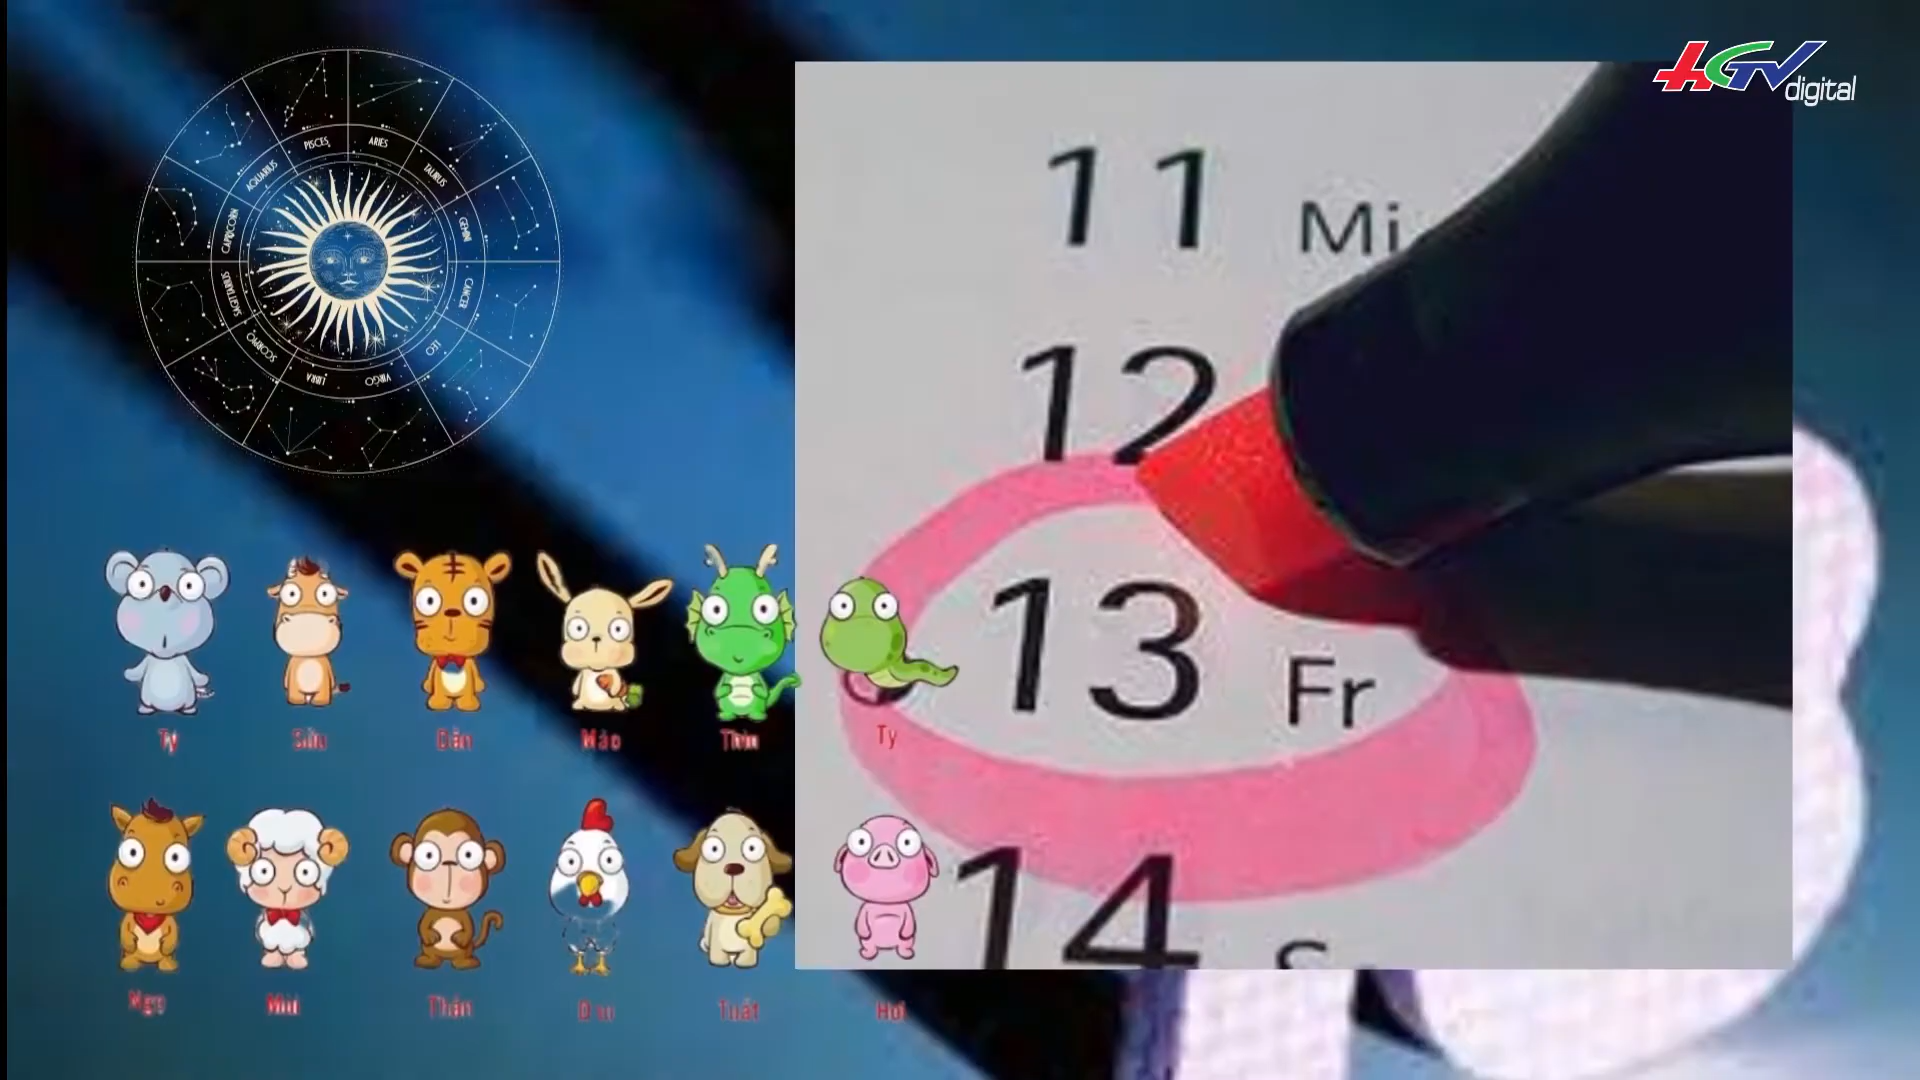 HGTV digital
PISCES
ARIES
TAURUS
GEMINI
CANCER
LEO
VIRGO
LIBRA
SCORPIO
SAGITTARIUS
CAPRICORN
AQUARIUS
11 Mi
12
13 Fr
14 S
Tý Sửu Dần Mão Thìn Tỵ
Ngọ Mùi Thân Dậu Tuất Hợi